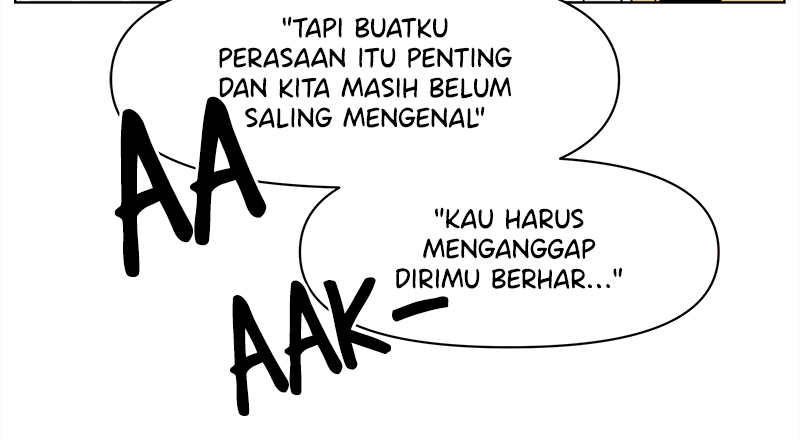 "TAPI BUATKU
PERASAAN ITU PENTING
DAN KITA MASIH BELUM
SALING MENGENAL"
AA
"KAU HARUS
MENGANGGAP
DIRIMU BERHAR..."
AAK-